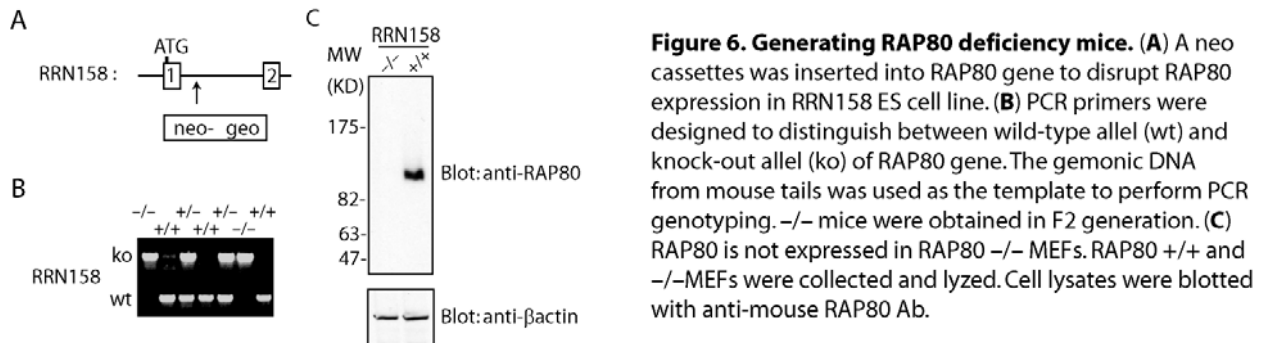 A
ATG
RRN158 :
1
2
neo- geo
B
–/– +/– +/– +/+
+/+ +/+ –/–
ko
RRN158
wt
C
RRN158
MW
(KD)
-/- +/+
175-
Blot: anti-RAP80
82-
63-
47-
Blot: anti-βactin
Figure 6. Generating RAP80 deficiency mice. (A) A neo
cassettes was inserted into RAP80 gene to disrupt RAP80
expression in RRN158 ES cell line. (B) PCR primers were
designed to distinguish between wild-type allel (wt) and
knock-out allel (ko) of RAP80 gene. The gemonic DNA
from mouse tails was used as the template to perform PCR
genotyping. –/– mice were obtained in F2 generation. (C)
RAP80 is not expressed in RAP80 –/– MEFs. RAP80 +/+ and
–/–MEFs were collected and lyzed. Cell lysates were blotted
with anti-mouse RAP80 Ab.